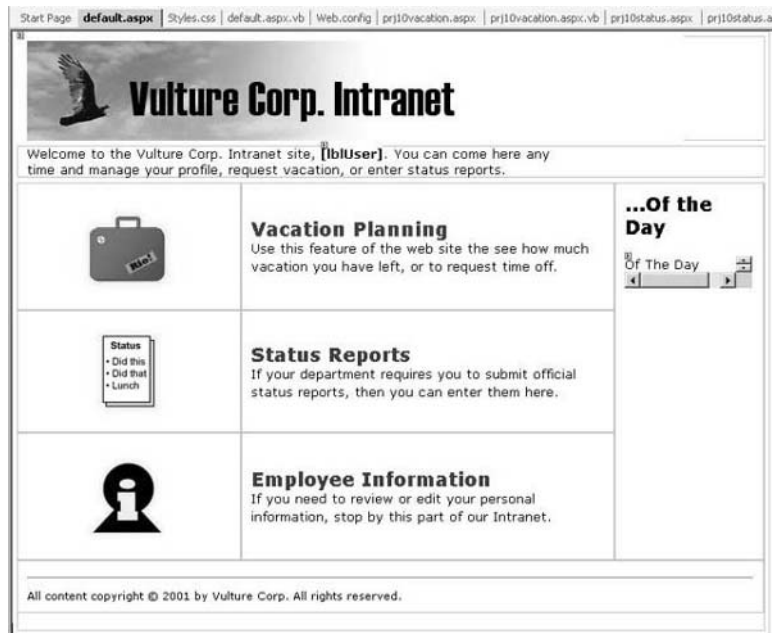 Start Page default.aspx Styles.css default.aspx.vb Web.config prj10vacation.aspx prj10vacation.aspx.vb prj10status.aspx prj10status.a
Vulture Corp. Intranet
Welcome to the Vulture Corp. Intranet site, [lblUser]. You can come here any
time and manage your profile, request vacation, or enter status reports.
Rio!
Vacation Planning
Use this feature of the web site the see how much
vacation you have left, or to request time off.
...Of the
Day
Of The Day
Status
• Did this
• Did that
• Lunch
Status Reports
If your department requires you to submit official
status reports, then you can enter them here.
Employee Information
If you need to review or edit your personal
information, stop by this part of our Intranet.
All content copyright © 2001 by Vulture Corp. All rights reserved.